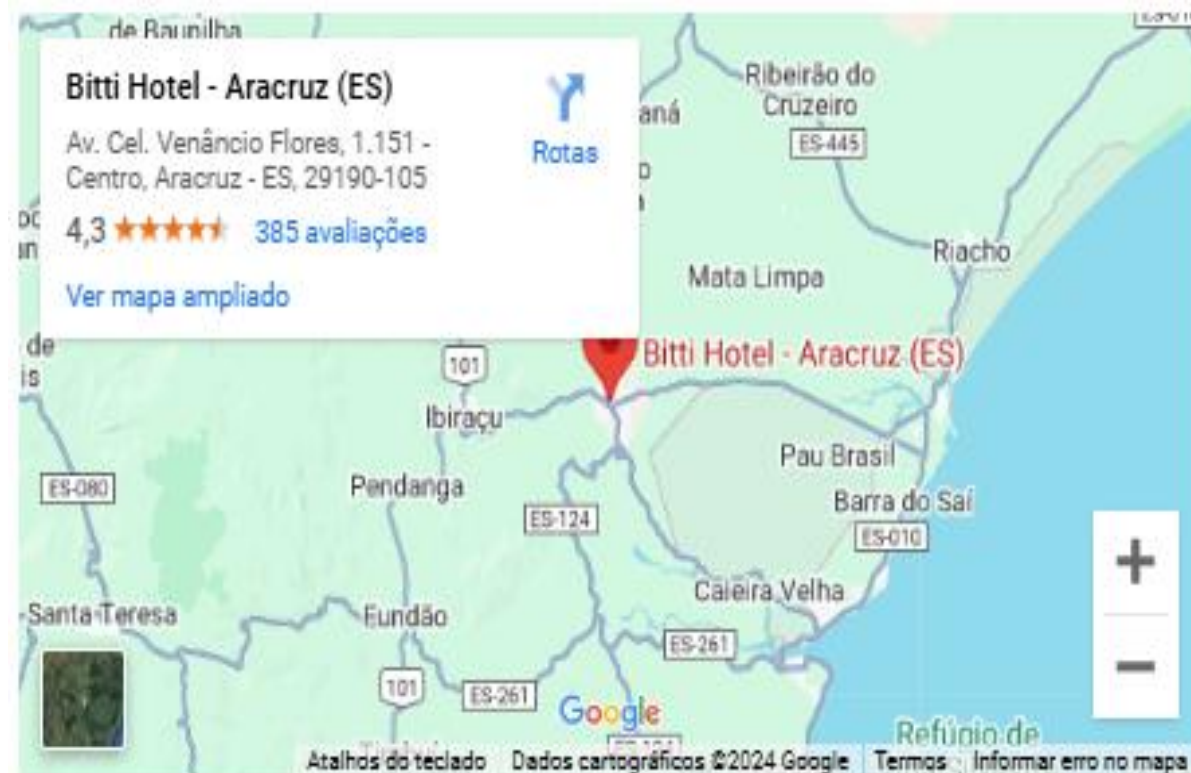 de Baunilha
Bitti Hotel - Aracruz (ES)
Av. Cel. Venâncio Flores, 1.151 -
Centro, Aracruz - ES, 29190-105
4,3
385 avaliações
Ver mapa ampliado
Rotas
Ribeirão do
Cruzeiro
ES-445
Riacho
Mata Limpa
de
is
101
Bitti Hotel - Aracruz (ES)
Ibiraçu
Pau Brasil
Pendanga
ES-080
Barra do Saí
ES-124
ES-010
Caieira Velha
Santa Teresa
Fundão
ES-261
101
ES-261
Google
Refúgio de
Atalhos do teclado Dados cartográficos ©2024 Google Termos Informar erro no mapa